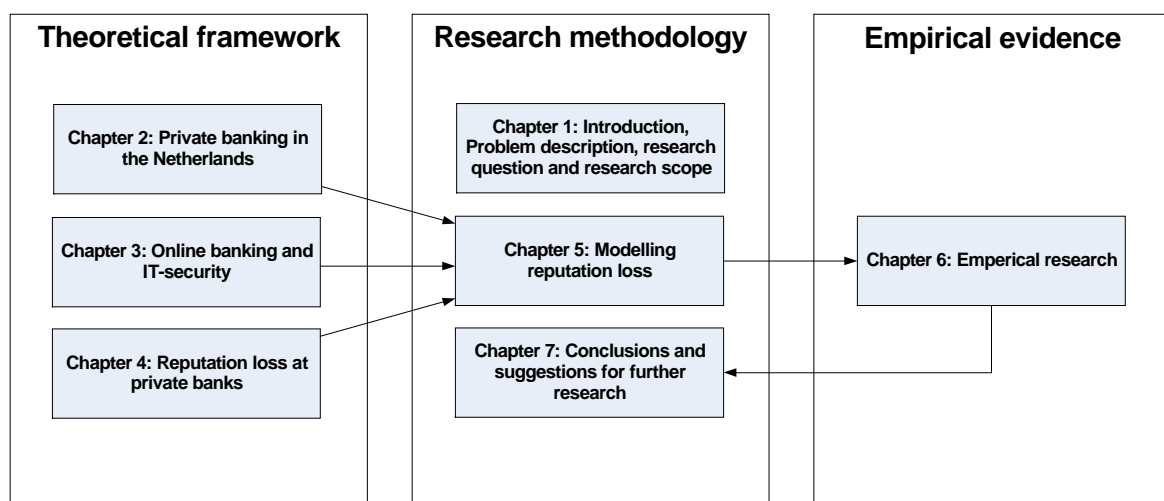 Theoretical framework
Chapter 2: Private banking in
the Netherlands
Chapter 3: Online banking and
IT-security
Chapter 4: Reputation loss at
private banks
Research methodology
Chapter 1: Introduction,
Problem description, research
question and research scope
Chapter 5: Modelling
reputation loss
Chapter 7: Conclusions and
suggestions for further
research
Empirical evidence
Chapter 6: Emperical research